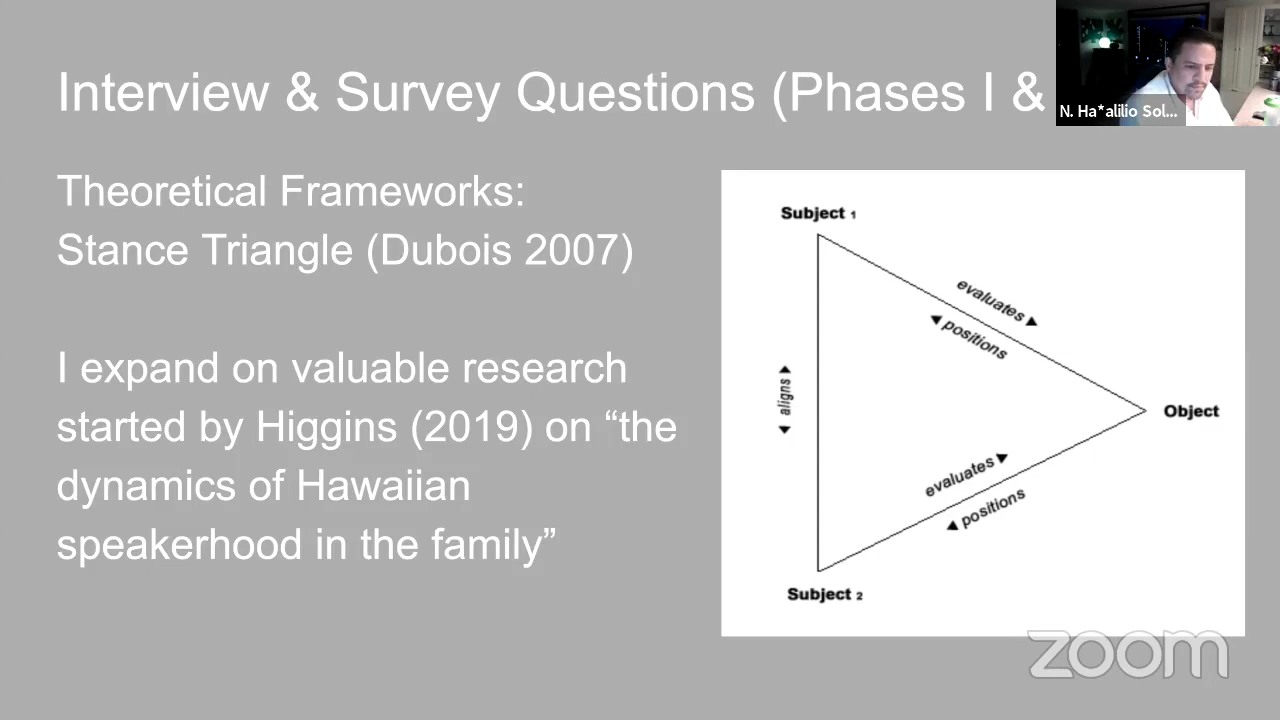 Interview & Survey Questions (Phases I &
N. Ha*alilio Sol...
Theoretical Frameworks:
Stance Triangle (Dubois 2007)
I expand on valuable research
started by Higgins (2019) on “the
dynamics of Hawaiian
speakerhood in the family”
Subject 1
evaluates ►
◄ positions
◄ aligns ►
Object
evaluates ►
◄ positions
Subject 2
zoom